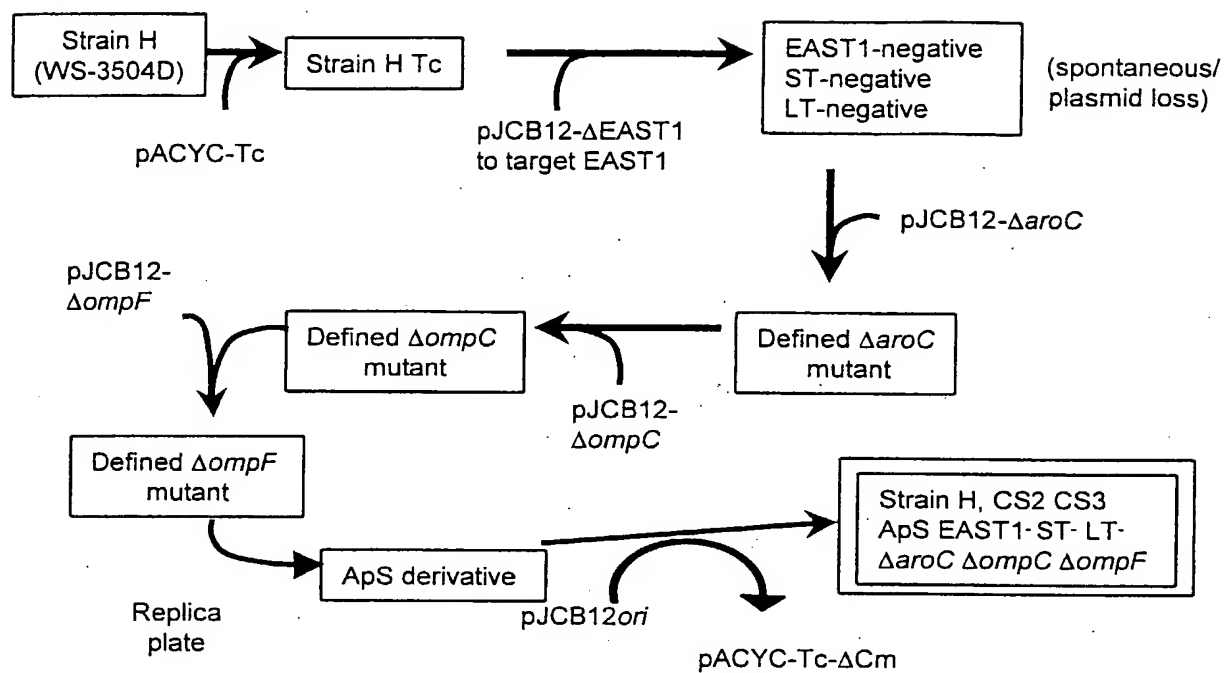 Strain H
(WS-3504D)
Strain H Tc
pACYC-Tc
pJCB12-ΔEAST1
to target EAST1
EAST1-negative
ST-negative
LT-negative
(spontaneous/
plasmid loss)
pJCB12-ΔaroC
Defined ΔaroC
mutant
pJCB12-
ΔompC
Defined ΔompC
mutant
pJCB12-
ΔompF
Defined ΔompF
mutant
Replica
plate
ApS derivative
pJCB12ori
pACYC-Tc-ΔCm
Strain H, CS2 CS3
ApS EAST1- ST- LT-
ΔaroC ΔompC ΔompF